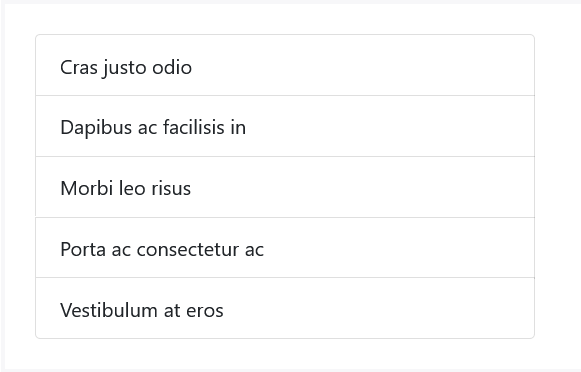 Cras justo odio
Dapibus ac facilisis in
Morbi leo risus
Porta ac consectetur ac
Vestibulum at eros